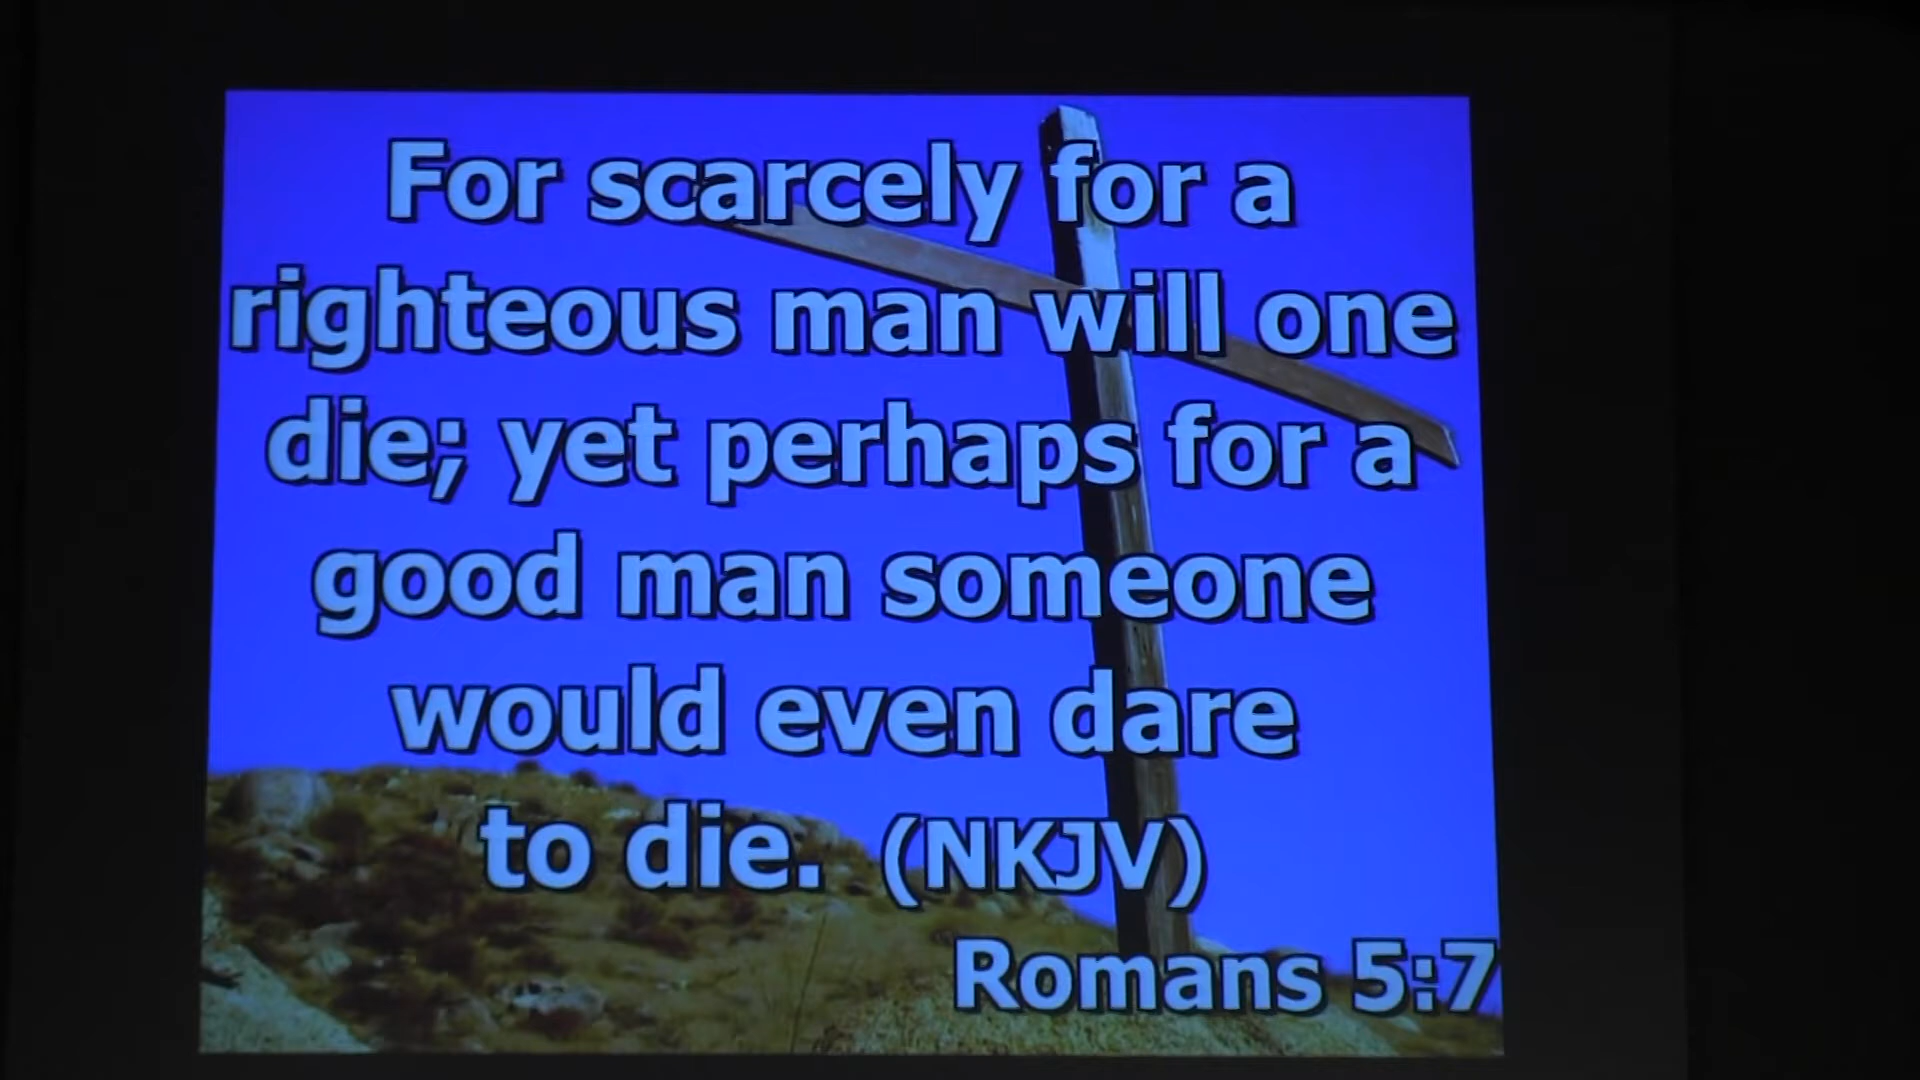 For scarcely for a
righteous man will one
die; yet perhaps for a
good man someone
would even dare
to die. (NKJV)
Romans 5:7